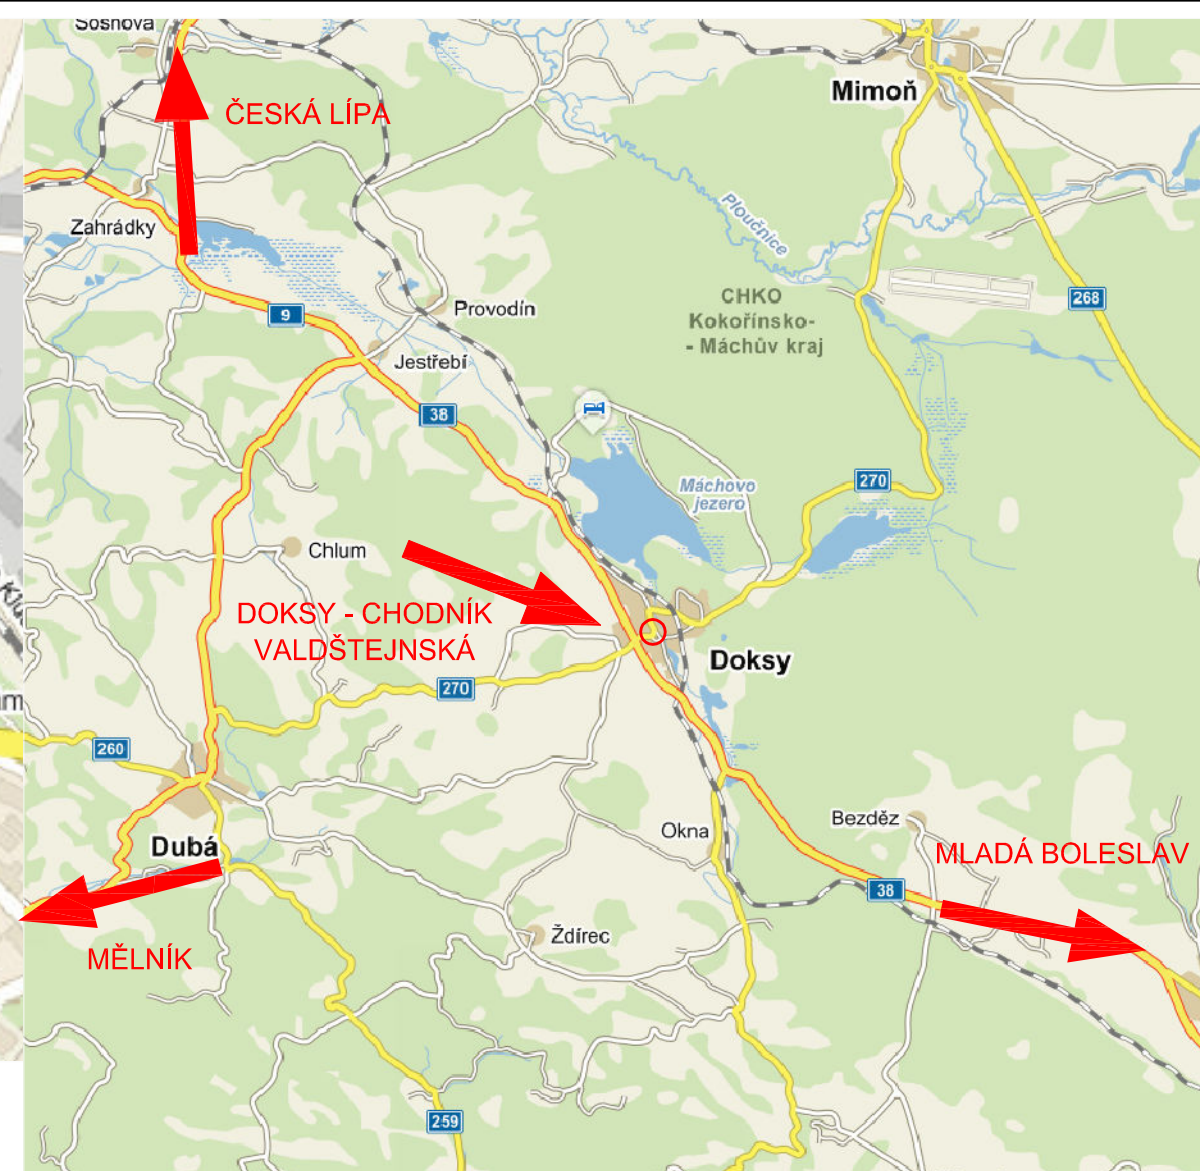 Sosnová
ČESKÁ LÍPA
Mimoň
Zahrádky
Ploučnice
9
Provodín
CHKO
Kokořínsko-
- Máchův kraj
268
Jestřebí
38
Máchovo
jezero
270
Chlum
DOKSY - CHODNÍK
VALDŠTEJNSKÁ
Doksy
270
260
Dubá
Okna
Bezděz
MLADÁ BOLESLAV
38
MĚLNÍK
Ždírec
259